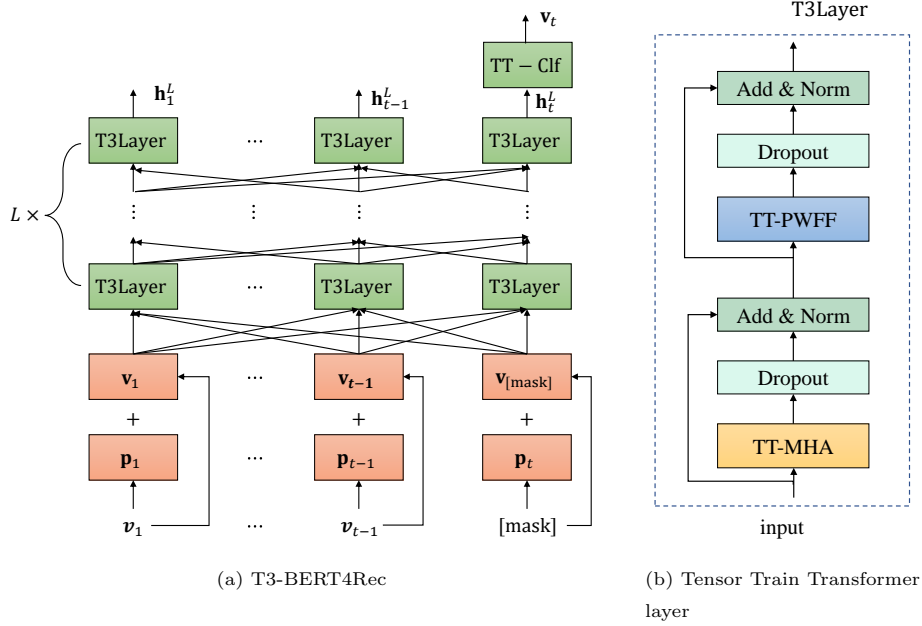 v_t
TT − Clf
h_1^L h_{t−1}^L h_t^L
T3Layer ⋯ T3Layer T3Layer
L ×
⋮ ⋮ ⋮ ⋮
T3Layer ⋯ T3Layer T3Layer
v_1 ⋯ v_{t−1} v_{[mask]}
+ + +
p_1 ⋯ p_{t−1} p_t
v_1 ⋯ v_{t−1} [mask]
(a) T3-BERT4Rec
T3Layer
Add & Norm
Dropout
TT-PWFF
Add & Norm
Dropout
TT-MHA
input
(b) Tensor Train Transformer
layer